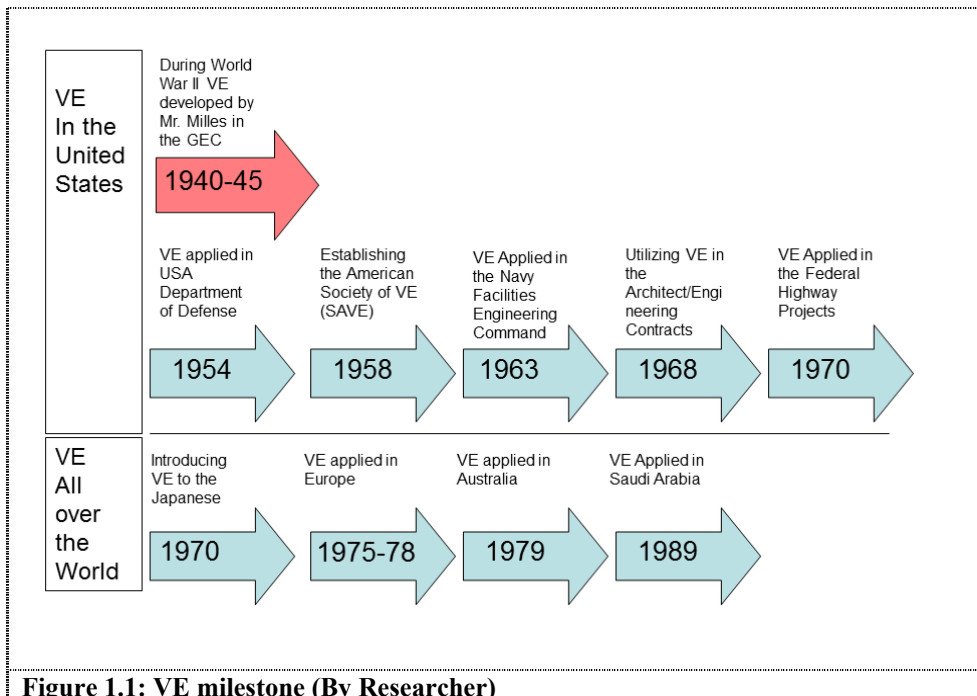 VE
In the
United
States
During World
War II VE
developed by
Mr. Milles in
the GEC
1940-45
VE applied in
USA
Department
of Defense
1954
Establishing
the American
Society of VE
(SAVE)
1958
VE Applied in
the Navy
Facilities
Engineering
Command
1963
Utilizing VE in
the
Architect/Engi
neering
Contracts
1968
VE Applied in
the Federal
Highway
Projects
1970
VE
All
over
the
World
Introducing
VE to the
Japanese
1970
VE applied in
Europe
1975-78
VE applied in
Australia
1979
VE Applied in
Saudi Arabia
1989
Figure 1.1: VE milestone (By Researcher)